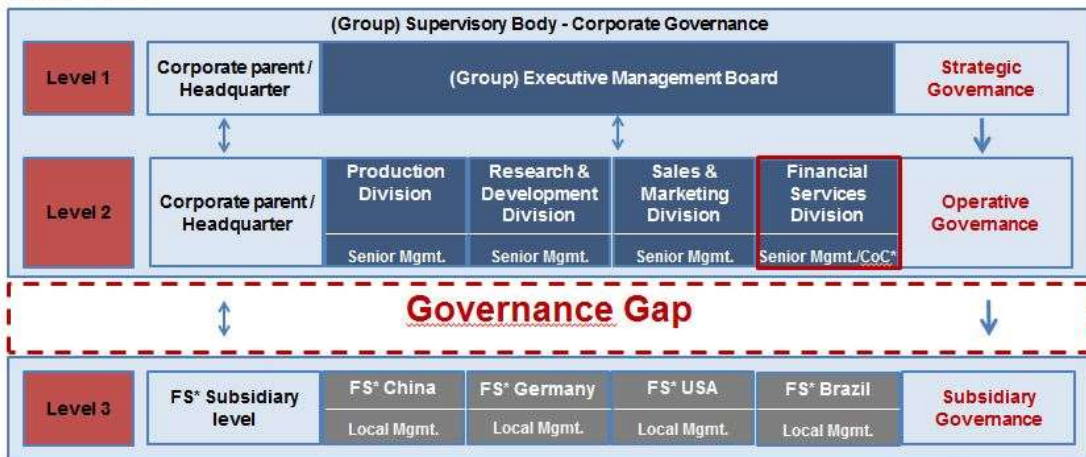 (Group) Supervisory Body - Corporate Governance
Level 1
Corporate parent /
Headquarter
(Group) Executive Management Board
Strategic
Governance
Level 2
Corporate parent /
Headquarter
Production
Division
Senior Mgmt.
Research &
Development
Division
Senior Mgmt.
Sales &
Marketing
Division
Senior Mgmt.
Financial
Services
Division
Senior Mgmt./CoC*
Operative
Governance
Governance Gap
Level 3
FS* Subsidiary
level
FS* China
Local Mgmt.
FS* Germany
Local Mgmt.
FS* USA
Local Mgmt.
FS* Brazil
Local Mgmt.
Subsidiary
Governance